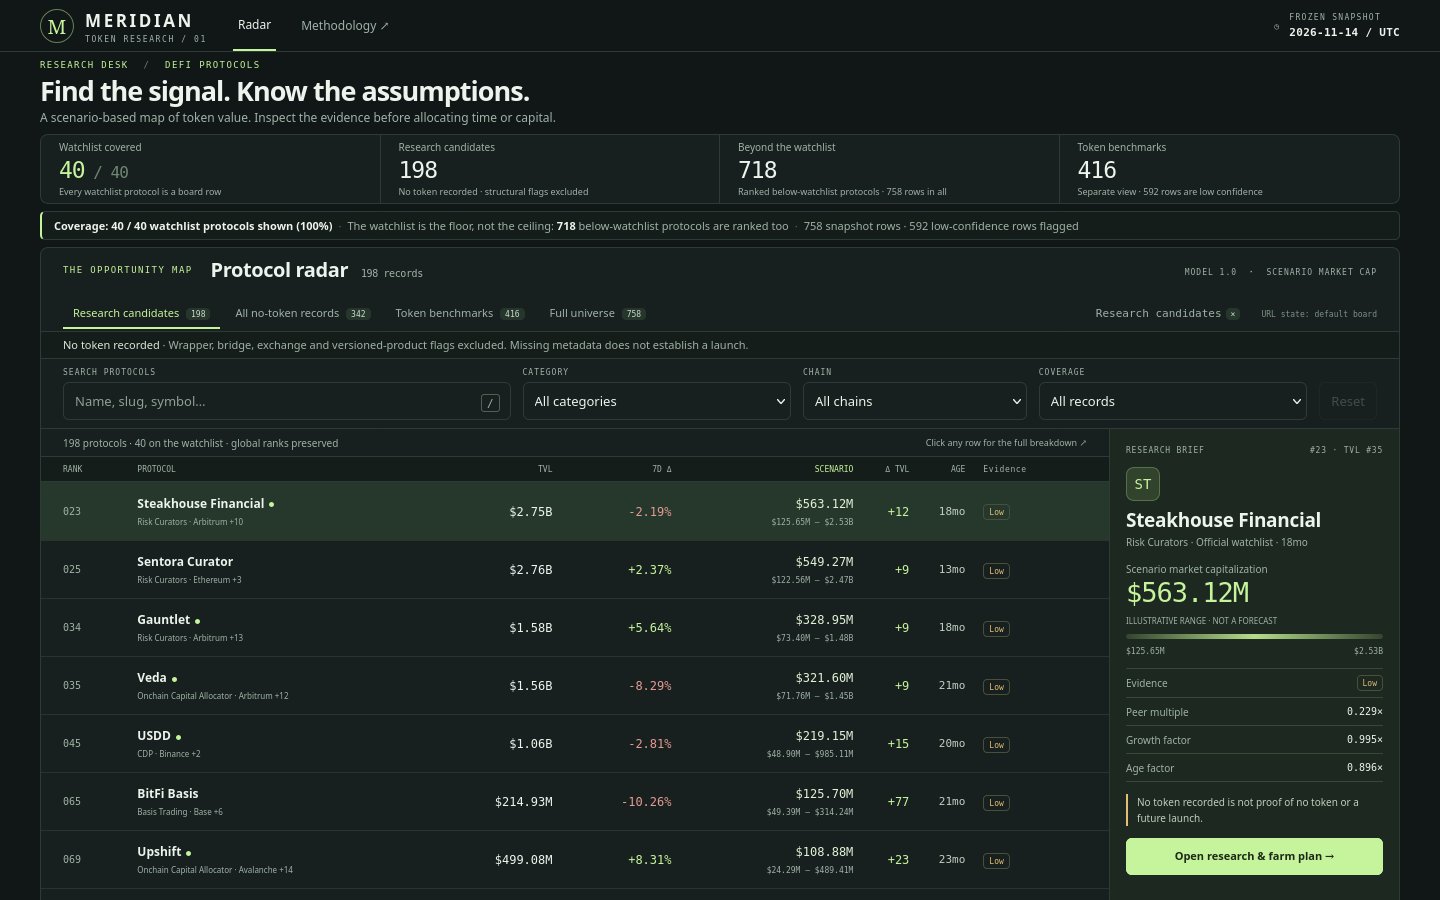 M MERIDIAN
TOKEN RESEARCH / 01
Radar
Methodology ↗
FROZEN SNAPSHOT
2026-11-14 / UTC
RESEARCH DESK / DEFI PROTOCOLS
Find the signal. Know the assumptions.
A scenario-based map of token value. Inspect the evidence before allocating time or capital.
Watchlist covered
40 / 40
Every watchlist protocol is a board row
Research candidates
198
No token recorded · structural flags excluded
Beyond the watchlist
718
Ranked below-watchlist protocols · 758 rows in all
Token benchmarks
416
Separate view · 592 rows are low confidence
Coverage: 40 / 40 watchlist protocols shown (100%) · The watchlist is the floor, not the ceiling: 718 below-watchlist protocols are ranked too · 758 snapshot rows · 592 low-confidence rows flagged
THE OPPORTUNITY MAP Protocol radar 198 records
MODEL 1.0 · SCENARIO MARKET CAP
Research candidates 198 All no-token records 342 Token benchmarks 416 Full universe 758
Research candidates × URL state: default board
No token recorded · Wrapper, bridge, exchange and versioned-product flags excluded. Missing metadata does not establish a launch.
SEARCH PROTOCOLS CATEGORY CHAIN COVERAGE
Name, slug, symbol... / All categories All chains All records Reset
198 protocols · 40 on the watchlist · global ranks preserved
Click any row for the full breakdown ↗
RANK PROTOCOL TVL 7D Δ SCENARIO Δ TVL AGE Evidence
023 Steakhouse Financial $2.75B -2.19% $563.12M +12 18mo Low
Risk Curators · Arbitrum +10 $125.65M — $2.53B
025 Sentora Curator $2.76B +2.37% $549.27M +9 13mo Low
Risk Curators · Ethereum +3 $122.56M — $2.47B
034 Gauntlet $1.58B +5.64% $328.95M +9 18mo Low
Risk Curators · Arbitrum +13 $73.40M — $1.48B
035 Veda $1.56B -8.29% $321.60M +9 21mo Low
Onchain Capital Allocator · Arbitrum +12 $71.76M — $1.45B
045 USDD $1.06B -2.81% $219.15M +15 20mo Low
CDP · Binance +2 $48.90M — $985.11M
065 BitFi Basis $214.93M -10.26% $125.70M +77 21mo Low
Basis Trading · Base +6 $49.39M — $314.24M
069 Upshift $499.08M +8.31% $108.88M +23 23mo Low
Onchain Capital Allocator · Avalanche +14 $24.29M — $489.41M
RESEARCH BRIEF #23 · TVL #35
ST
Steakhouse Financial
Risk Curators · Official watchlist · 18mo
Scenario market capitalization
$563.12M
ILLUSTRATIVE RANGE · NOT A FORECAST
$125.65M $2.53B
Evidence Low
Peer multiple 0.229×
Growth factor 0.995×
Age factor 0.896×
No token recorded is not proof of no token or a
future launch.
Open research & farm plan →